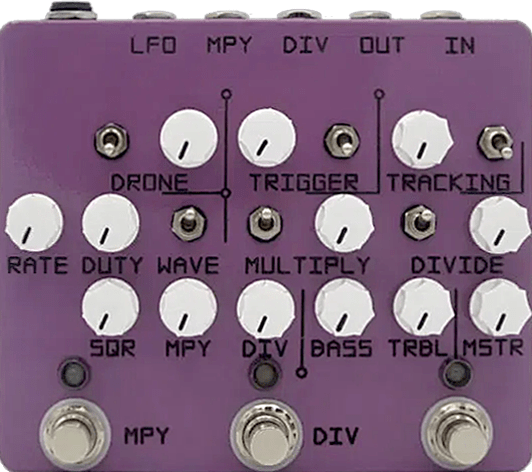 LFO MPY DIV OUT IN
DRONE TRIGGER TRACKING
RATE DUTY WAVE MULTIPLY DIVIDE
SQR MPY DIV BASS TRBL MSTR
MPY DIV